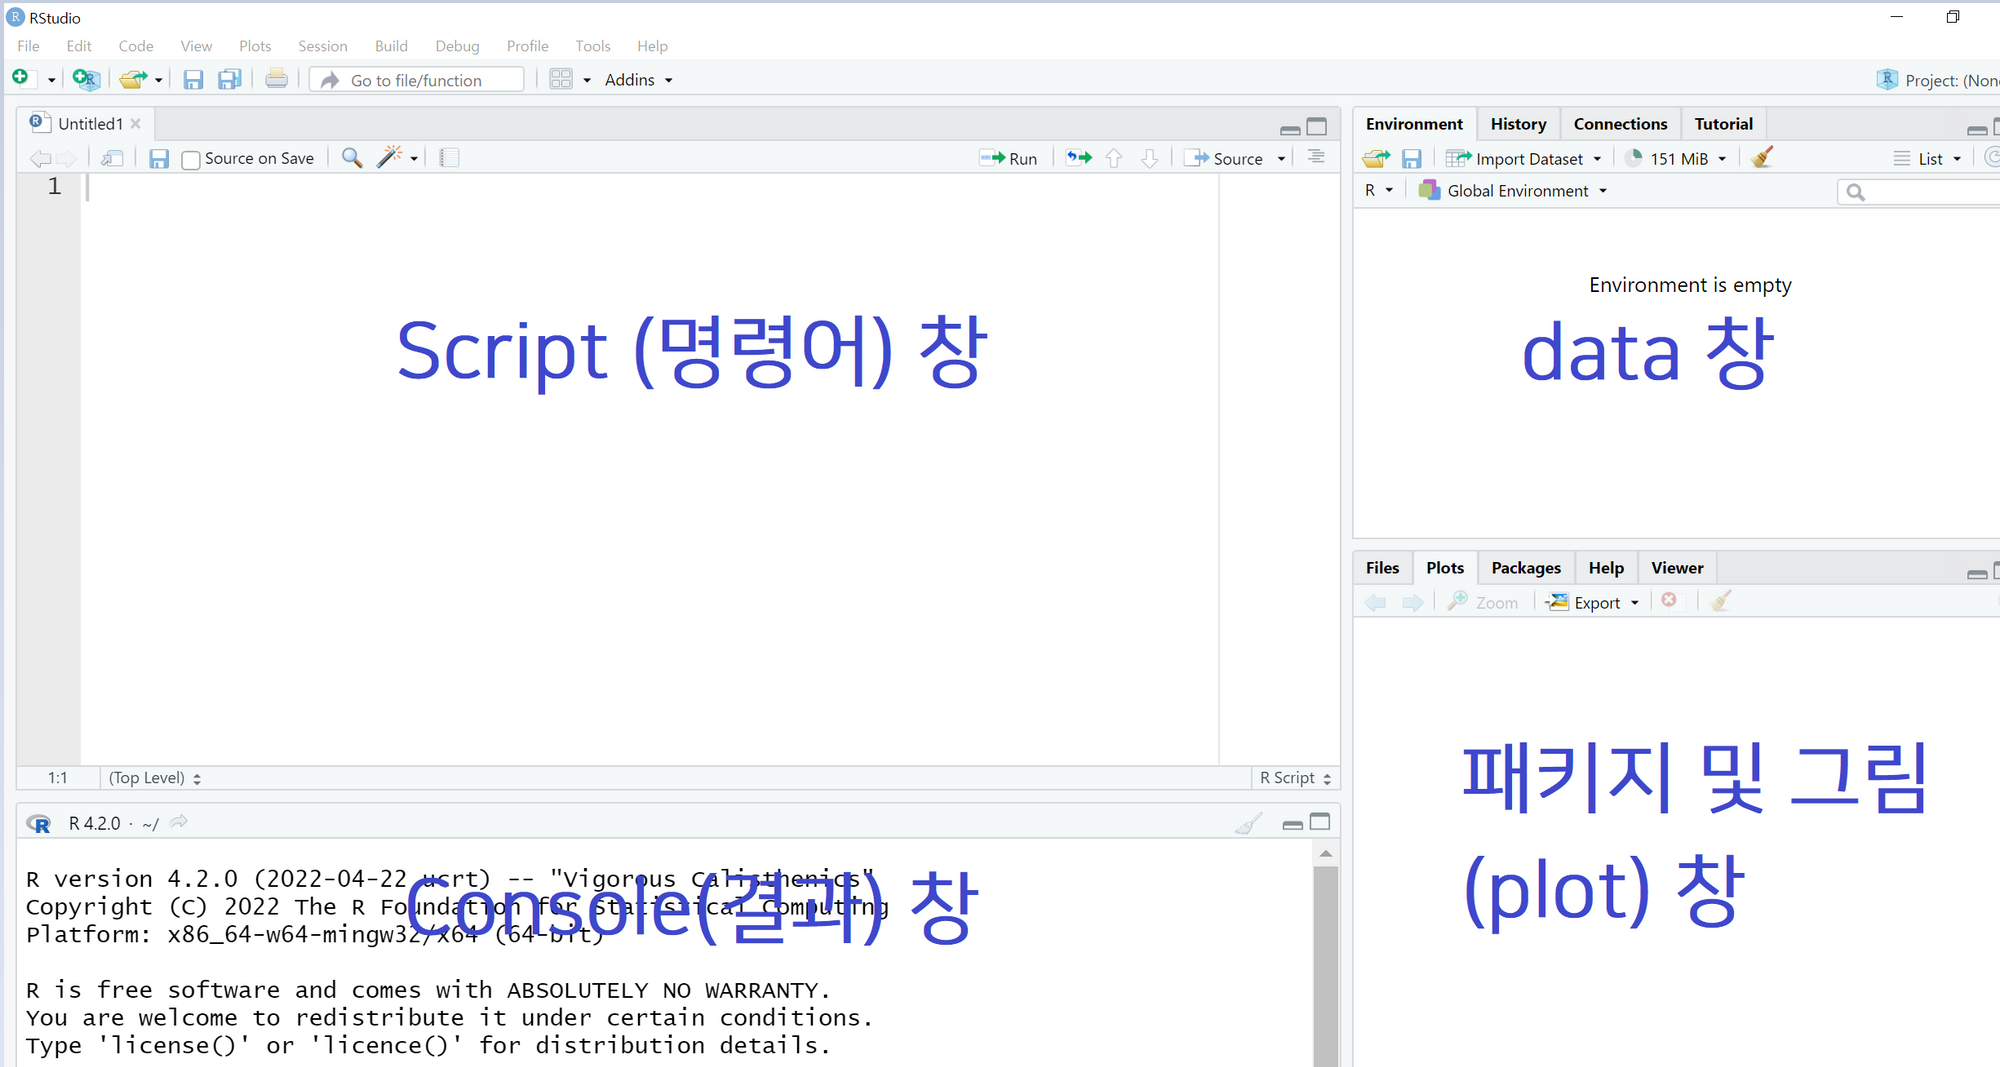 RStudio
File Edit Code View Plots Session Build Debug Profile Tools Help
Go to file/function Addins Project: (None
Untitled1
Source on Save Run Source
1
Script (명령어) 창
1:1 (Top Level) R Script
R 4.2.0 · ~/
R version 4.2.0 (2022-04-22 ucrt) -- "Vigorous Calisthenics"
Copyright (C) 2022 The R Foundation for Statistical Computing
Platform: x86_64-w64-mingw32/x64 (64-bit)
Console(결과) 창
R is free software and comes with ABSOLUTELY NO WARRANTY.
You are welcome to redistribute it under certain conditions.
Type 'license()' or 'licence()' for distribution details.
Environment History Connections Tutorial
Import Dataset 151 MiB List
R Global Environment
Environment is empty
data 창
Files Plots Packages Help Viewer
Zoom Export
패키지 및 그림
(plot) 창